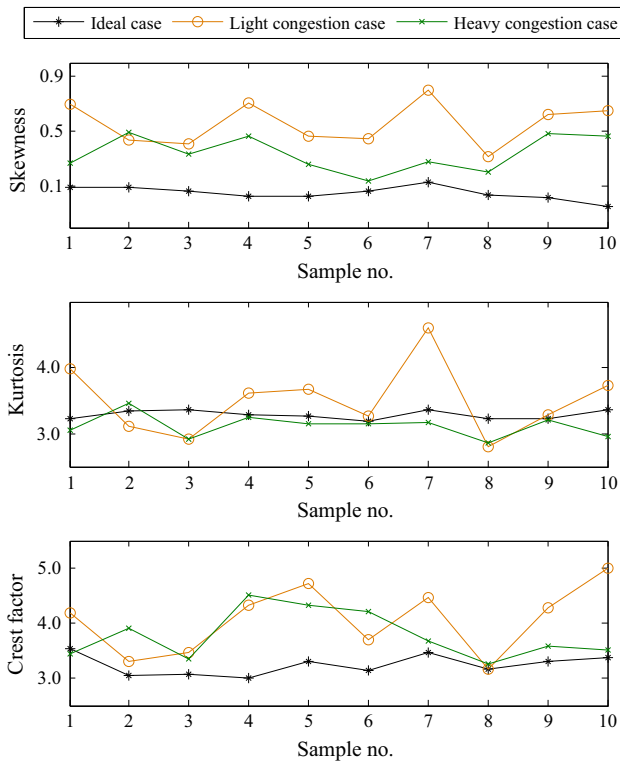 Ideal case Light congestion case Heavy congestion case
0.9
0.5
0.1
Skewness
1 2 3 4 5 6 7 8 9 10
Sample no.
4.0
3.0
Kurtosis
1 2 3 4 5 6 7 8 9 10
Sample no.
5.0
4.0
3.0
Crest factor
1 2 3 4 5 6 7 8 9 10
Sample no.